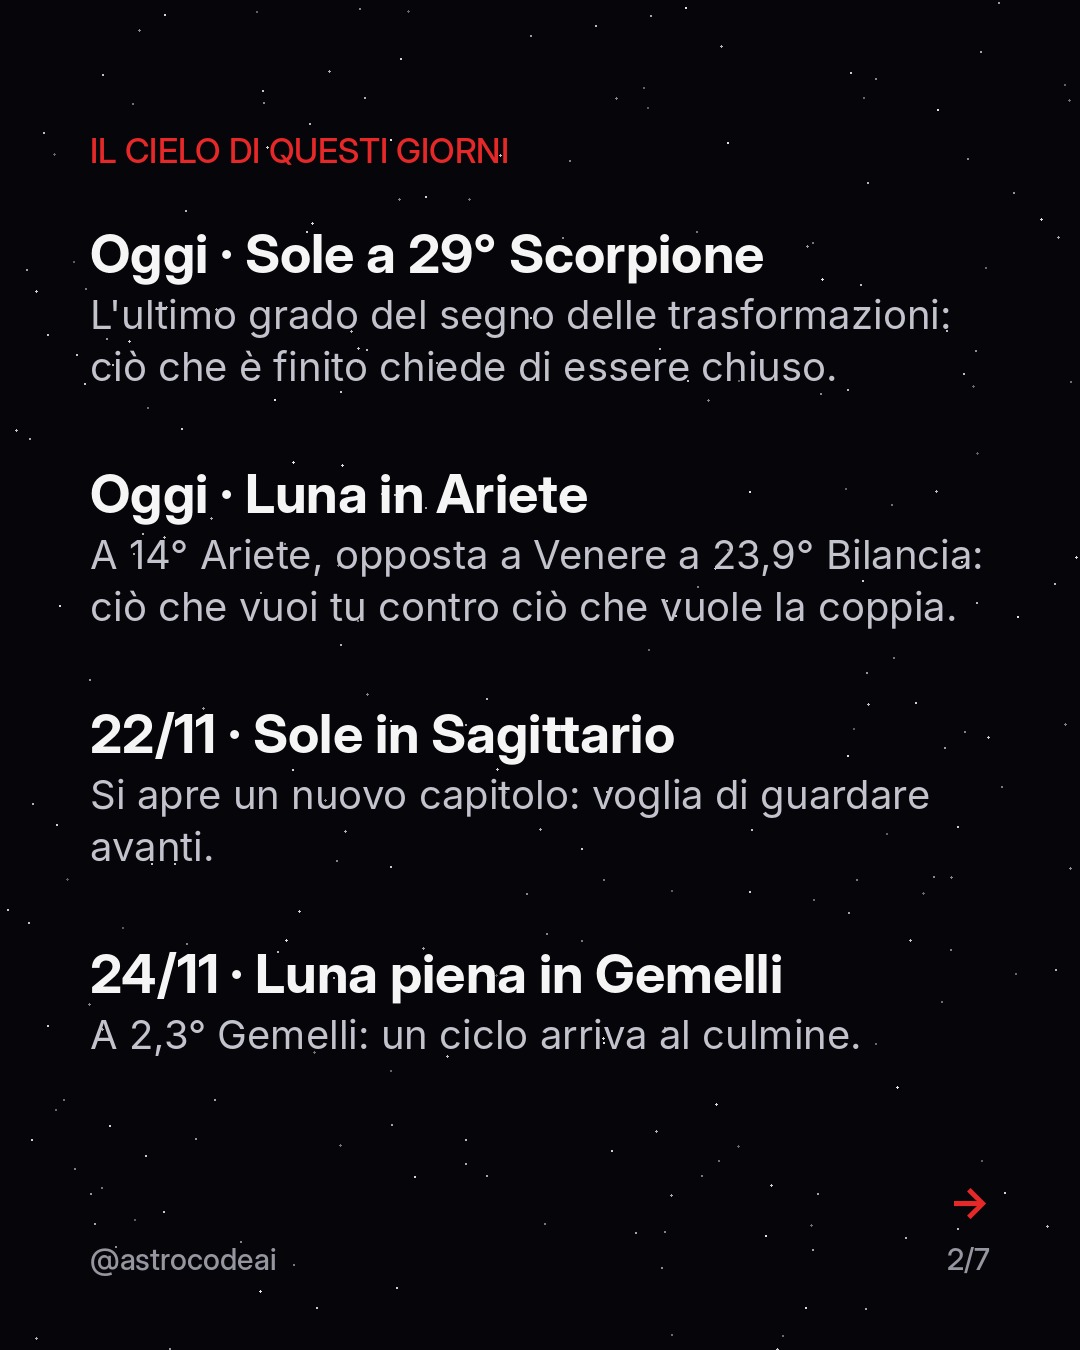 IL CIELO DI QUESTI GIORNI
Oggi · Sole a 29° Scorpione
L'ultimo grado del segno delle trasformazioni:
ciò che è finito chiede di essere chiuso.
Oggi · Luna in Ariete
A 14° Ariete, opposta a Venere a 23,9° Bilancia:
ciò che vuoi tu contro ciò che vuole la coppia.
22/11 · Sole in Sagittario
Si apre un nuovo capitolo: voglia di guardare
avanti.
24/11 · Luna piena in Gemelli
A 2,3° Gemelli: un ciclo arriva al culmine.
→
@astrocodeai
2/7